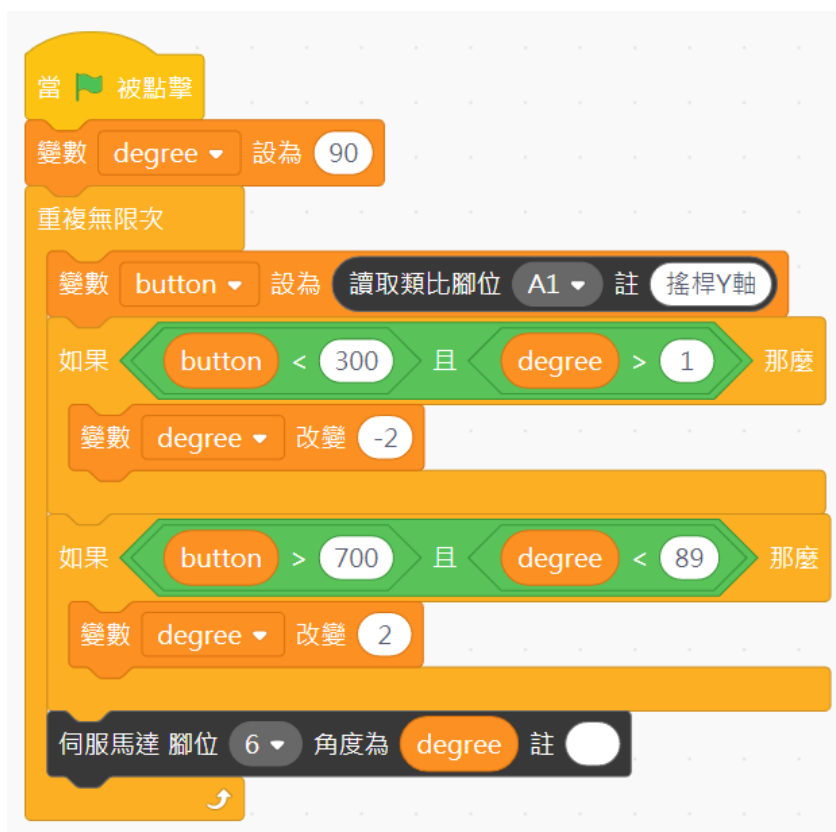 當 被點擊
變數 degree 設為 90
重複無限次
變數 button 設為 讀取類比腳位 A1 註 搖桿Y軸
如果 button < 300 且 degree > 1 那麼
變數 degree 改變 -2
如果 button > 700 且 degree < 89 那麼
變數 degree 改變 2
伺服馬達 腳位 6 角度為 degree 註